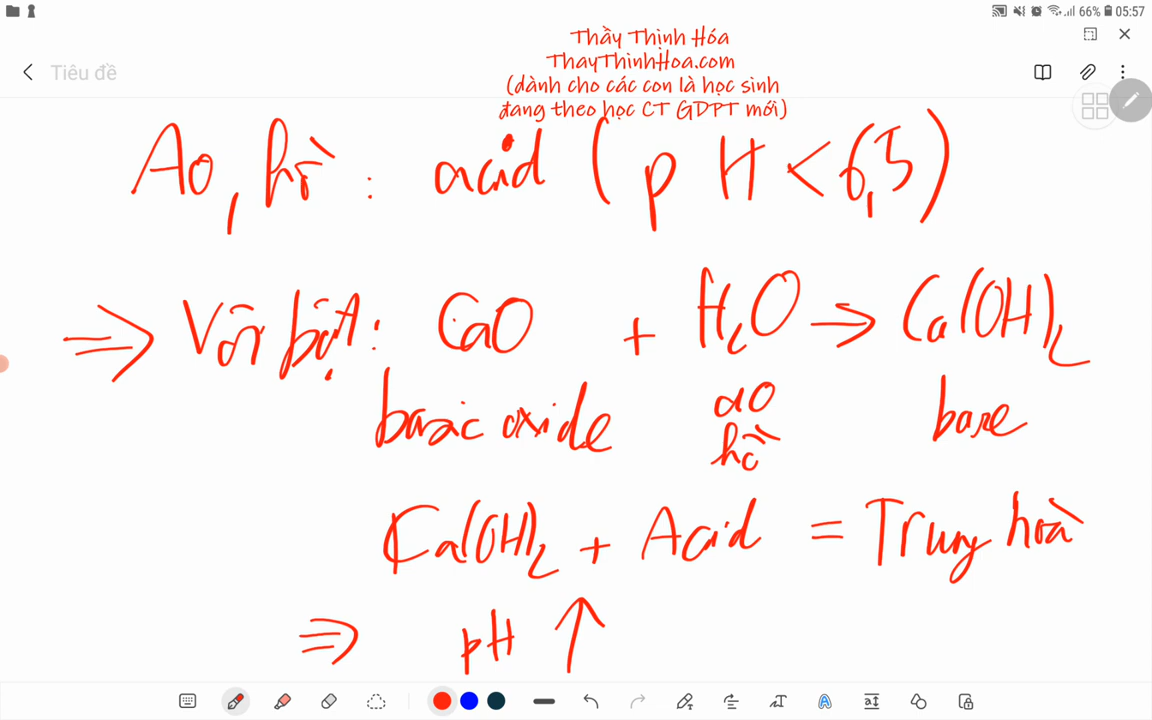 66% 05:57
Tiêu đề
Thầy Thịnh Hóa
ThayThinhHoa.com
(dành cho các con là học sinh
đang theo học CT GDPT mới)
Ao, hồ : acid (pH < 6,5)
⇒ Vôi bột : CaO + H₂O ⇒ Ca(OH)₂
basic oxide ao hồ base
Ca(OH)₂ + Acid = Trung hoà
⇒ pH ↑